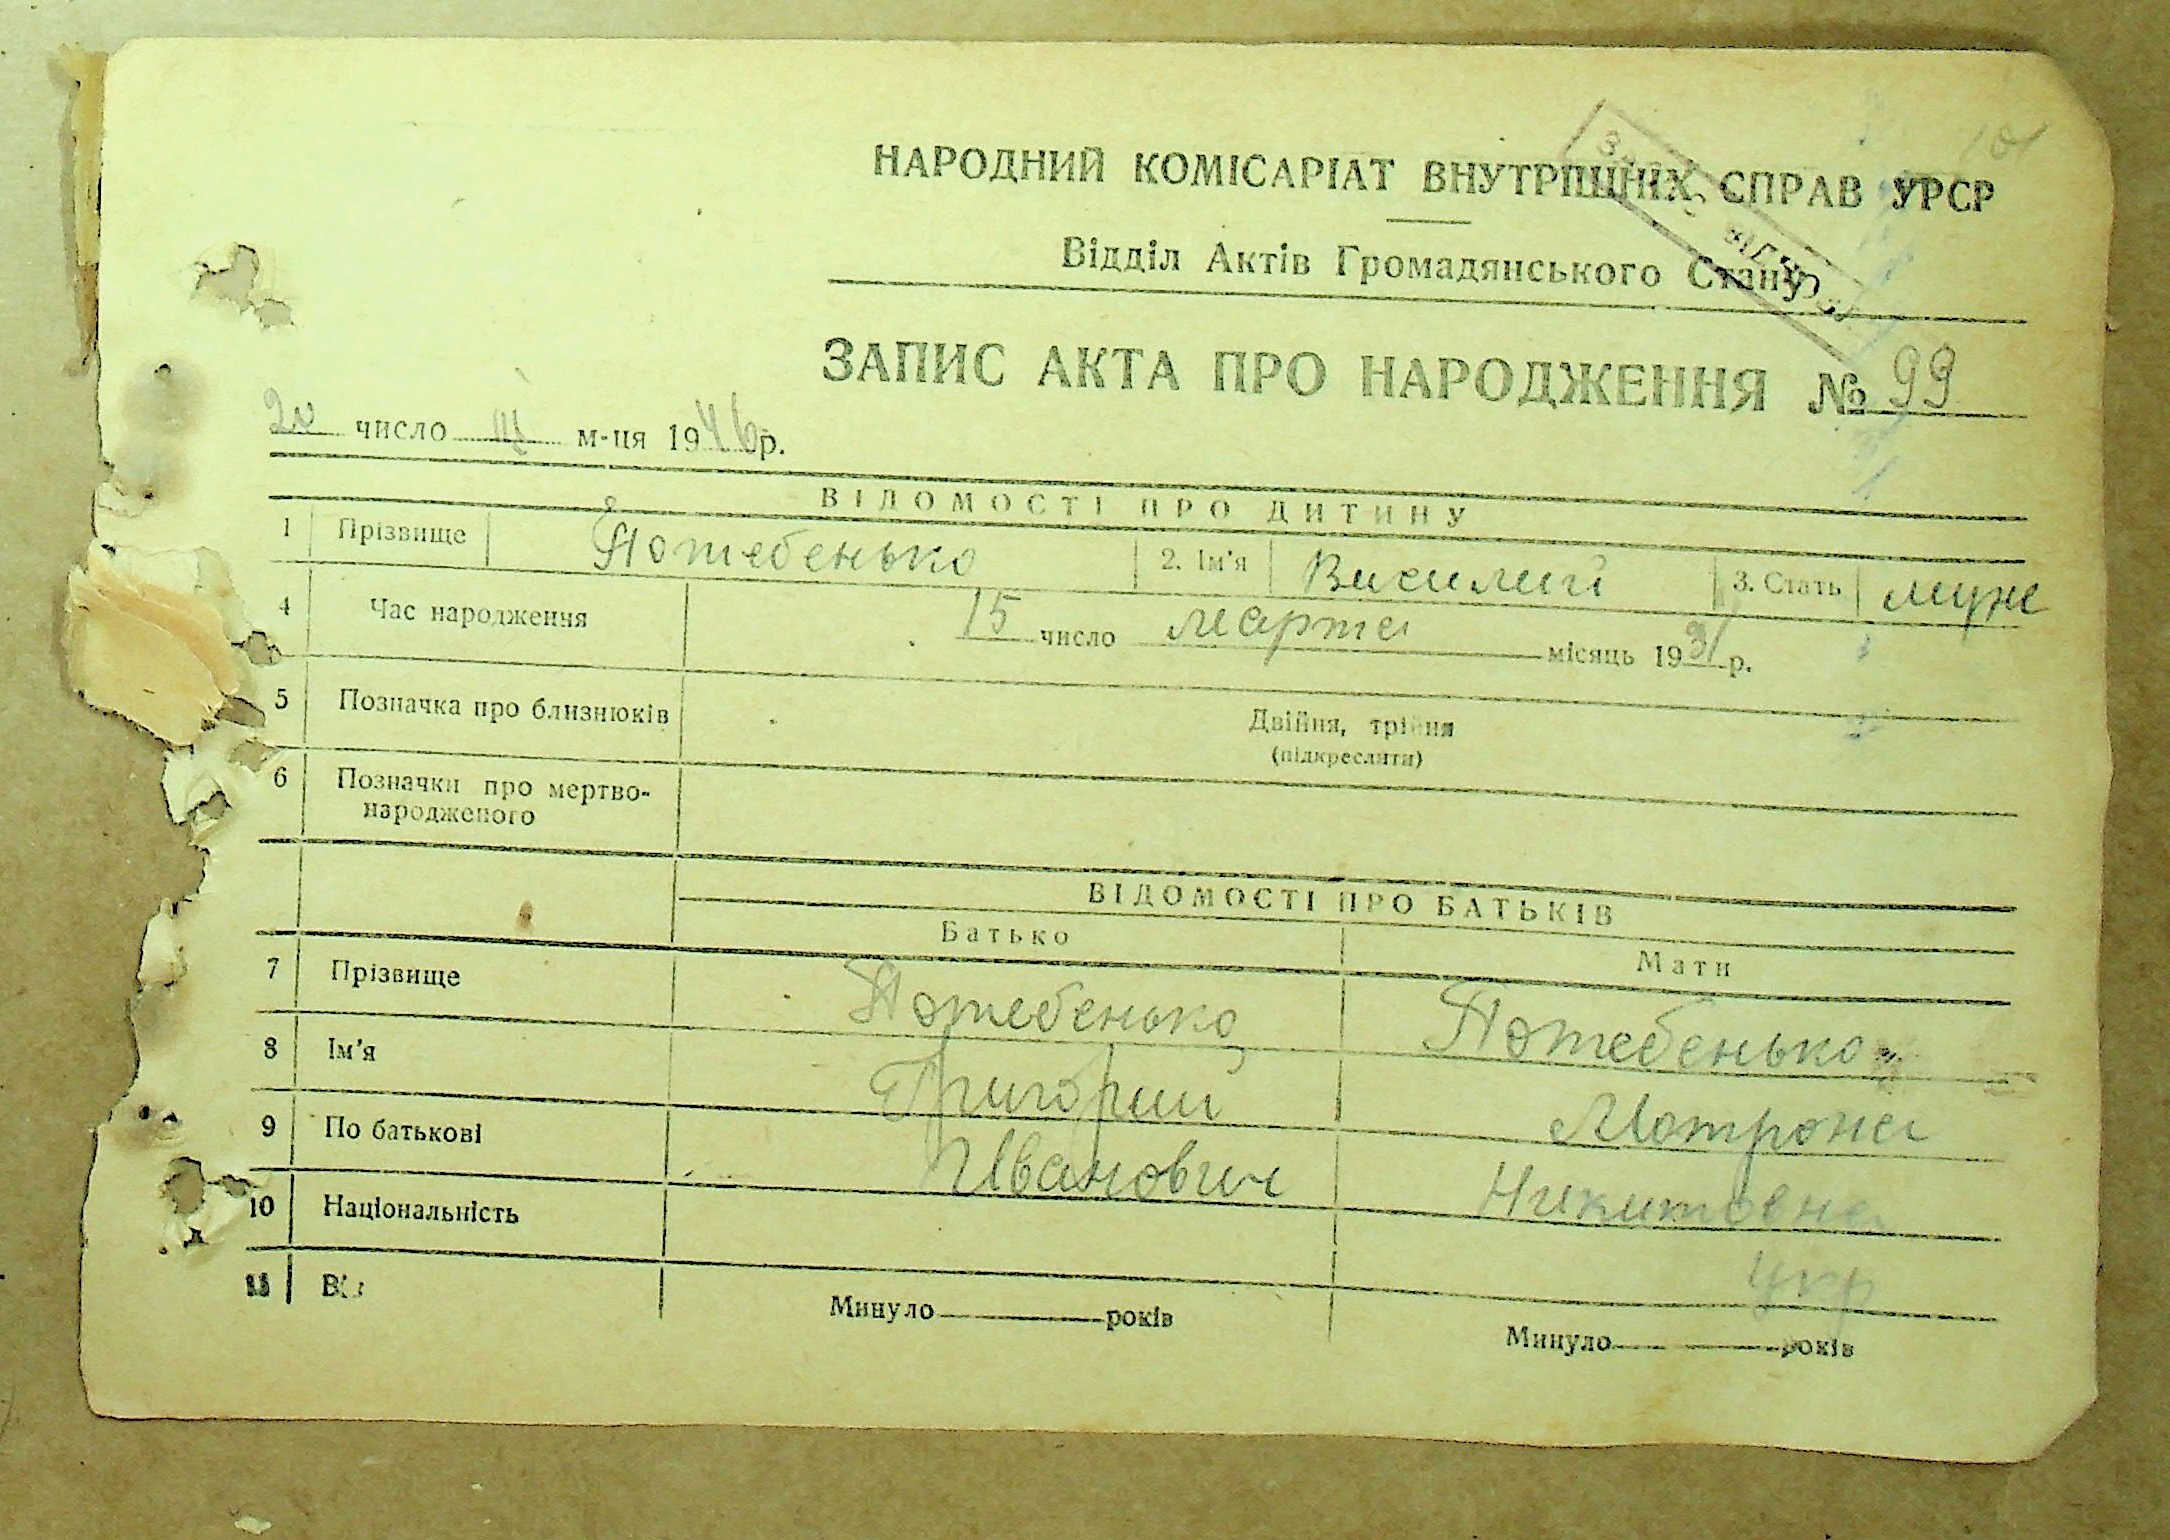 НАРОДНИЙ КОМІСАРІАТ ВНУТРІШНІХ СПРАВ УРСР
Відділ Актів Громадянського Стану
ЗАПИС АКТА ПРО НАРОДЖЕННЯ № 99
число м-ця 1946 р.
ВІДОМОСТІ ПРО ДИТИНУ
1 Прізвище Потебенько 2. Ім'я Василий 3. Стать муж
4 Час народження 15 число марта місяць 1931 р.
5 Позначка про близнюків Двійня, трійня
(підкреслити)
6 Позначки про мертво-
народженого
ВІДОМОСТІ ПРО БАТЬКІВ
Батько Мати
7 Прізвище Потебенько Потебенько
8 Ім'я Григорий Мотрона
9 По батькові Иванович Никитовна
10 Національність укр
11 Вік Минуло років Минуло років